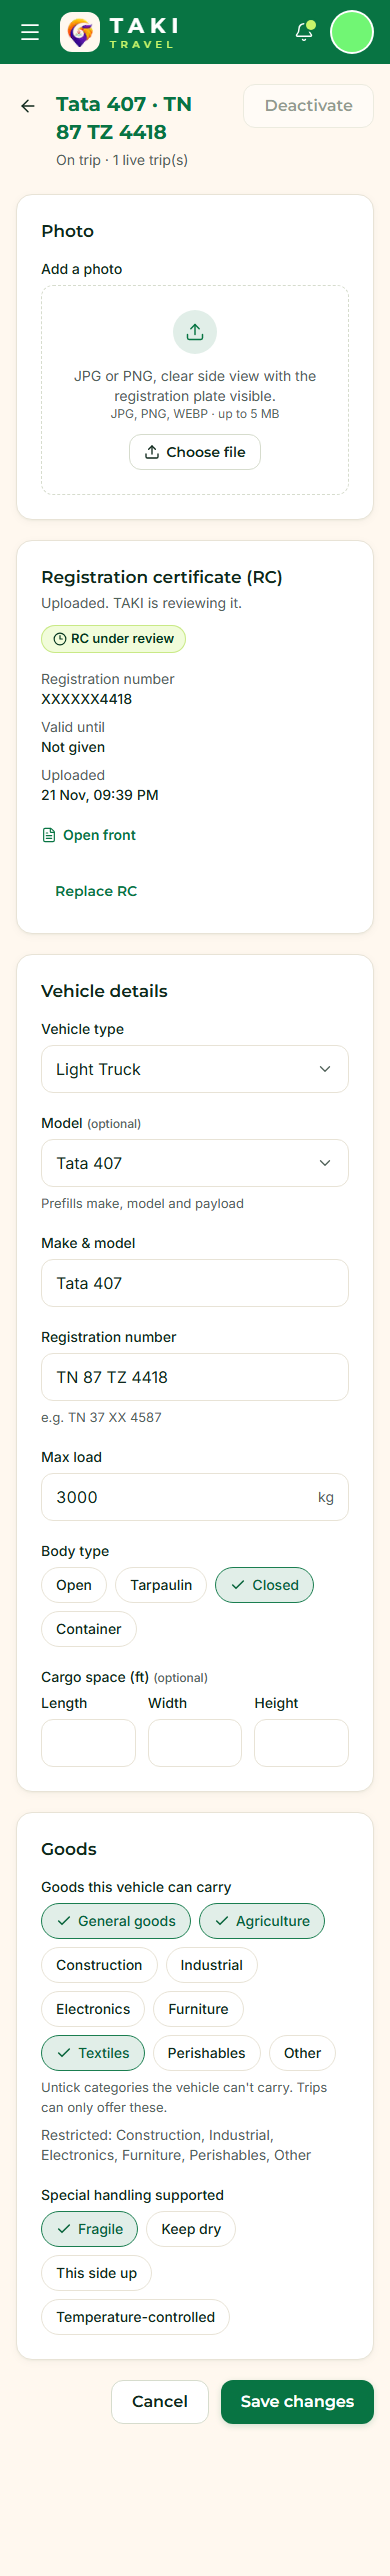 TAKI
TRAVEL
Tata 407 · TN
87 TZ 4418
Deactivate
On trip · 1 live trip(s)
Photo
Add a photo
JPG or PNG, clear side view with the
registration plate visible.
JPG, PNG, WEBP · up to 5 MB
Choose file
Registration certificate (RC)
Uploaded. TAKI is reviewing it.
RC under review
Registration number
XXXXXX4418
Valid until
Not given
Uploaded
21 Nov, 09:39 PM
Open front
Replace RC
Vehicle details
Vehicle type
Light Truck
Model (optional)
Tata 407
Prefills make, model and payload
Make & model
Tata 407
Registration number
TN 87 TZ 4418
e.g. TN 37 XX 4587
Max load
3000 kg
Body type
Open Tarpaulin Closed
Container
Cargo space (ft) (optional)
Length Width Height
Goods
Goods this vehicle can carry
General goods Agriculture
Construction Industrial
Electronics Furniture
Textiles Perishables Other
Untick categories the vehicle can't carry. Trips
can only offer these.
Restricted: Construction, Industrial,
Electronics, Furniture, Perishables, Other
Special handling supported
Fragile Keep dry
This side up
Temperature-controlled
Cancel Save changes